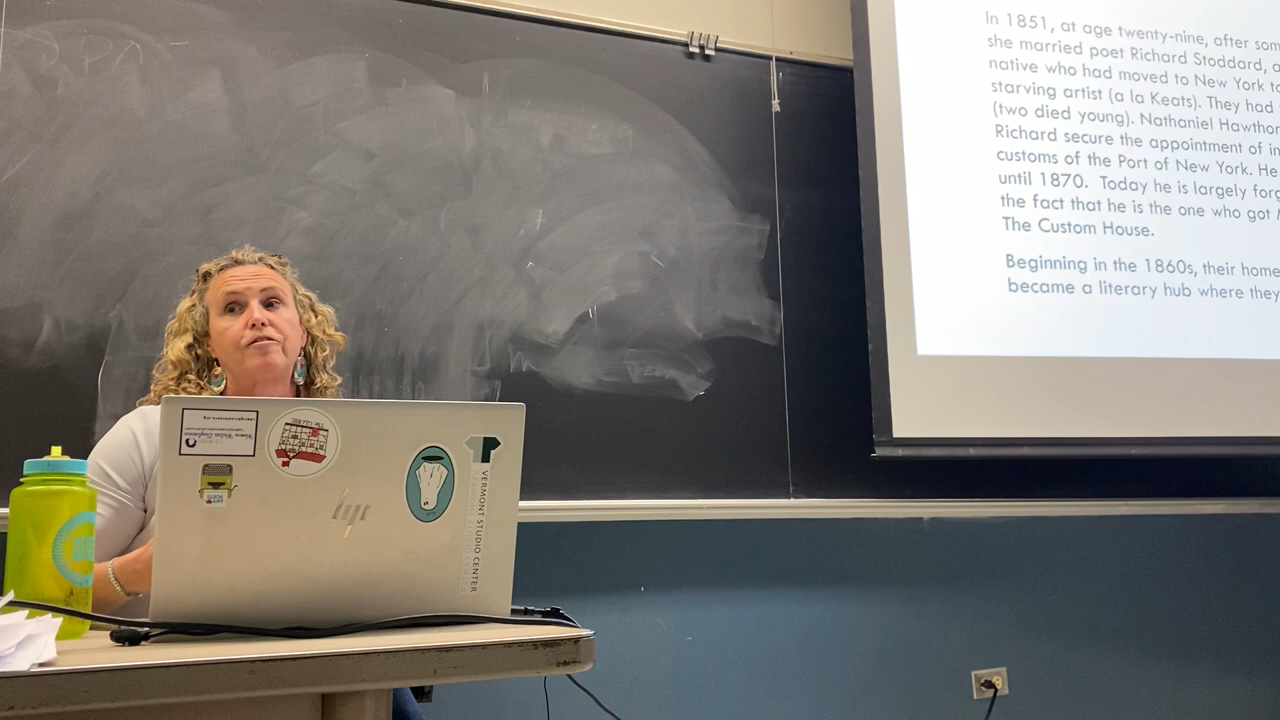 In 1851, at age twenty-nine, after som
she married poet Richard Stoddard, a
native who had moved to New York to
starving artist (a la Keats). They had
(two died young). Nathaniel Hawthor
Richard secure the appointment of in
customs of the Port of New York. He
until 1870. Today he is largely forg
the fact that he is the one who got
The Custom House.
Beginning in the 1860s, their home
became a literary hub where they
hp
VERMONT STUDIO CENTER